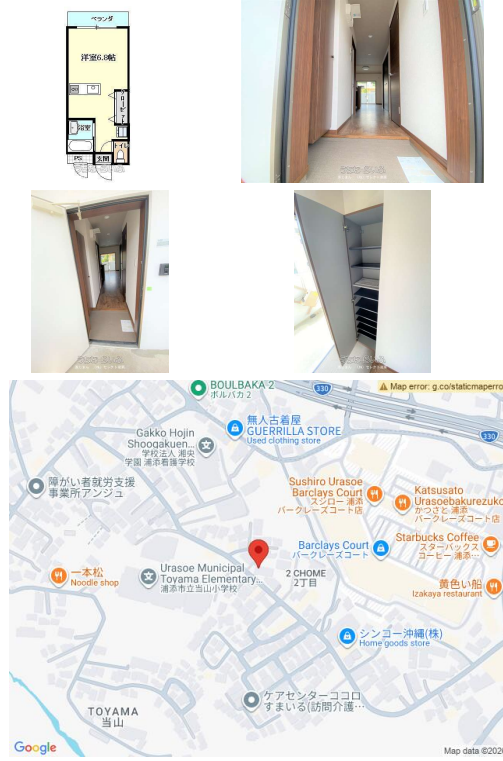 ベランダ
洋室6.8帖
浴室
トイレ
PS
玄関
BOULBAKA 2
ボルバカ 2
330
Map error: g.co/staticmaperro
無人古着屋
GUERRILLA STORE
Used clothing store
330
Gakko Hojin
Shoogakuen...
学校法人 湘央
学園 浦添看護学校
障がい者就労支援
事業所アンジュ
Sushiro Urasoe
Barclays Court
スシロー 浦添
バークレーズコート店
Katsusato
Urasoebakurezuko
かつさと 浦添
バークレーズコート店
Starbucks Coffee
スターバックス
コーヒー 浦添…
Barclays Court
バークレーズコート
一本松
Noodle shop
Urasoe Municipal
Toyama Elementary...
浦添市立当山小学校
2 CHOME
2丁目
黄色い船
Izakaya restaurant
シンコー沖縄(株)
Home goods store
ケアセンターココロ
すまいる(訪問介護…
TOYAMA
当山
Google
Map data ©2026